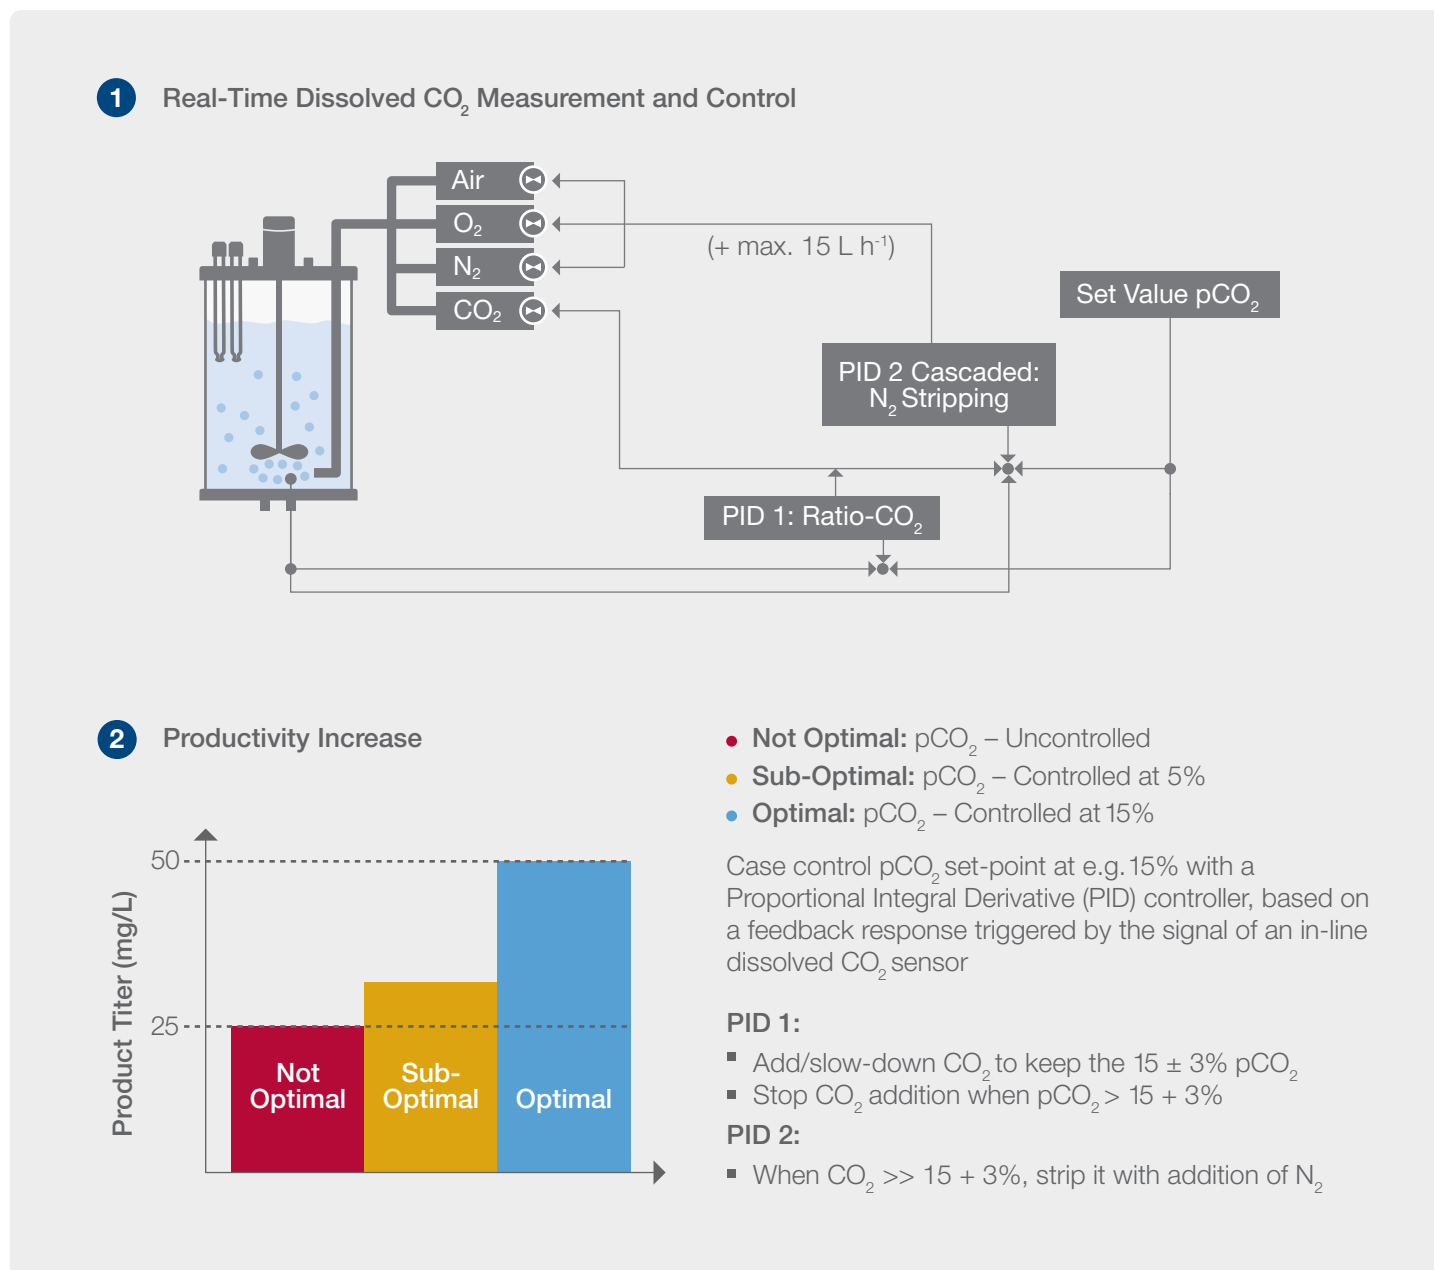 1 Real-Time Dissolved CO₂ Measurement and Control
Air
O₂
N₂
CO₂
(+ max. 15 L h⁻¹)
Set Value pCO₂
PID 2 Cascaded:
N₂ Stripping
PID 1: Ratio-CO₂
2 Productivity Increase
Product Titer (mg/L)
50
25
Not
Optimal
Sub-
Optimal
Optimal
• Not Optimal: pCO₂ – Uncontrolled
• Sub-Optimal: pCO₂ – Controlled at 5%
• Optimal: pCO₂ – Controlled at 15%
Case control pCO₂ set-point at e.g. 15% with a
Proportional Integral Derivative (PID) controller, based on
a feedback response triggered by the signal of an in-line
dissolved CO₂ sensor
PID 1:
▪ Add/slow-down CO₂ to keep the 15 ± 3% pCO₂
▪ Stop CO₂ addition when pCO₂ > 15 + 3%
PID 2:
▪ When CO₂ >> 15 + 3%, strip it with addition of N₂